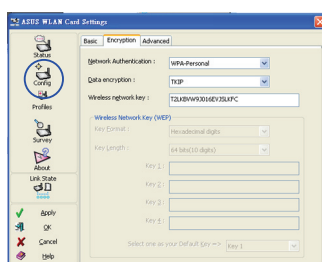 ASUS WLAN Card Settings
Status
Config
Profiles
Survey
About
Link State
Apply
OK
Cancel
Help
Basic Encryption Advanced
Network Authentication : WPA-Personal
Data encryption : TKIP
Wireless network key : T2LKBVW9J016EVJSLKFC
Wireless Network Key (WEP)
Key Format : Hexadecimal digits
Key Length : 64 bits(10 digits)
Key 1 :
Key 2 :
Key 3 :
Key 4 :
Select one as your Default Key => Key 1